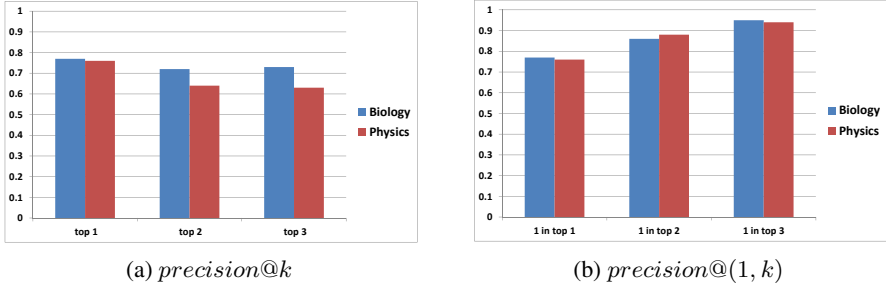 1
0.9
0.8
0.7
0.6
0.5
0.4
0.3
0.2
0.1
0
top 1 top 2 top 3
Biology
Physics
(a) precision@k
1
0.9
0.8
0.7
0.6
0.5
0.4
0.3
0.2
0.1
0
1 in top 1 1 in top 2 1 in top 3
Biology
Physics
(b) precision@(1, k)